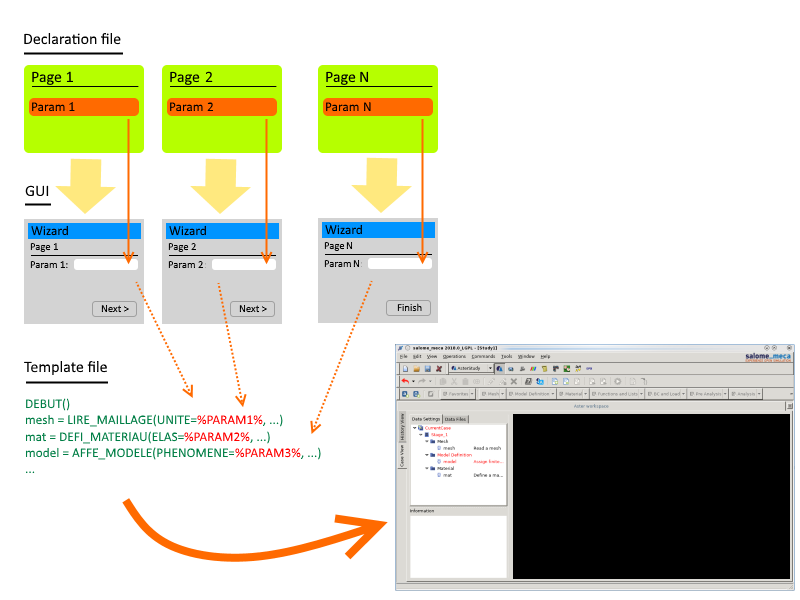 Declaration file
Page 1
Param 1
Page 2
Param 2
Page N
Param N
GUI
Wizard
Page 1
Param 1:
Next >
Wizard
Page 2
Param 2:
Next >
Wizard
Page N
Param N:
Finish
Template file
DEBUT()
mesh = LIRE_MAILLAGE(UNITE=%PARAM1%, ...)
mat = DEFI_MATERIAU(ELAS=%PARAM2%, ...)
model = AFFE_MODELE(PHENOMENE=%PARAM3%, ...)
...
salome_meca 2018.0_LGPL - [Study1]
File Edit View Operations Commands Tools Window Help
salome_meca
AsterStudy
Favorites Mesh Model Definition Material Functions and Lists BC and Load Pre Analysis Analysis
Aster workspace
History View
Case View
Data Settings Data Files
CurrentCase
Stage_1
Mesh
mesh Read a mesh
Model Definition
model Assign finite...
Material
mat Define a ma...
Information